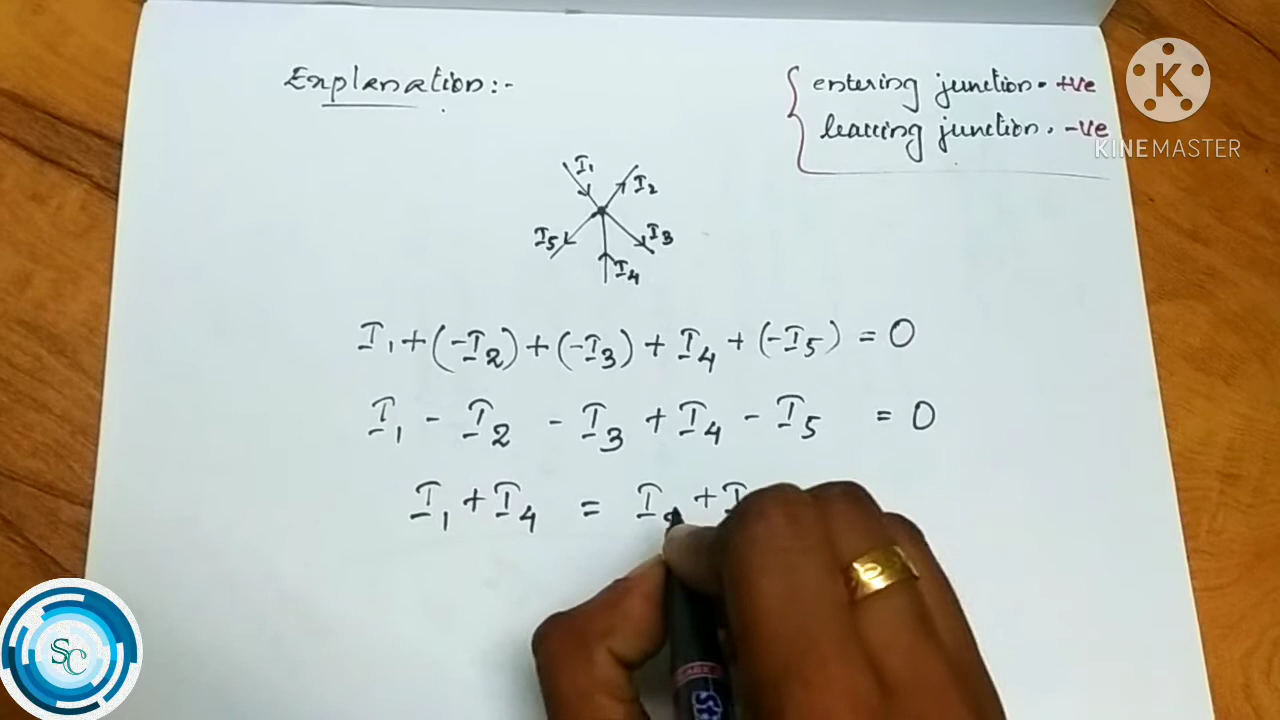 Explanation:-
entering junction. +ve
leaving junction. -ve
K
KINEMASTER
I1
I2
I5
I3
I4
I1 + (-I2) + (-I3) + I4 + (-I5) = 0
I1 - I2 - I3 + I4 - I5 = 0
I1 + I4 = I + I
SC
st